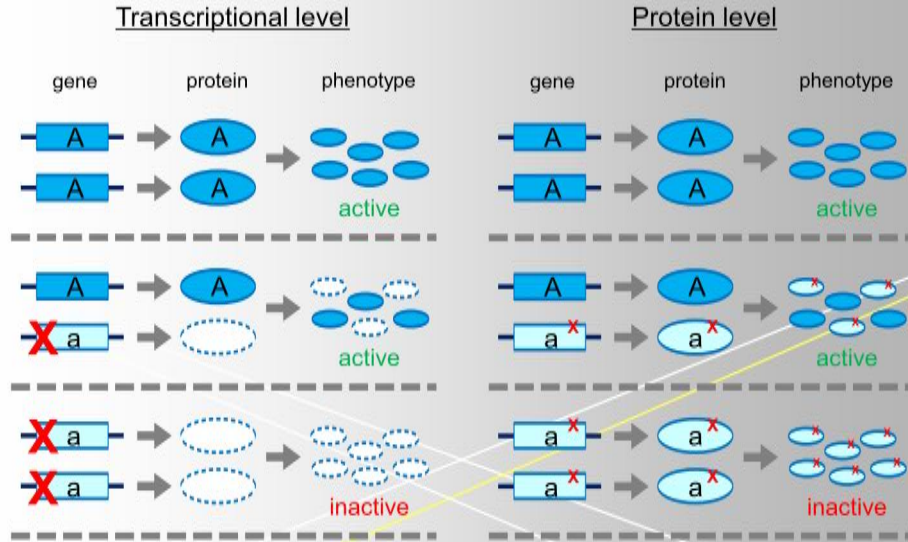 Transcriptional level
Protein level
gene protein phenotype
gene protein phenotype
A A
A A
A A
A A
active
active
A A
A A
X a
a X a X
active
active
X a
a X a X
X a
a X a X
inactive
inactive